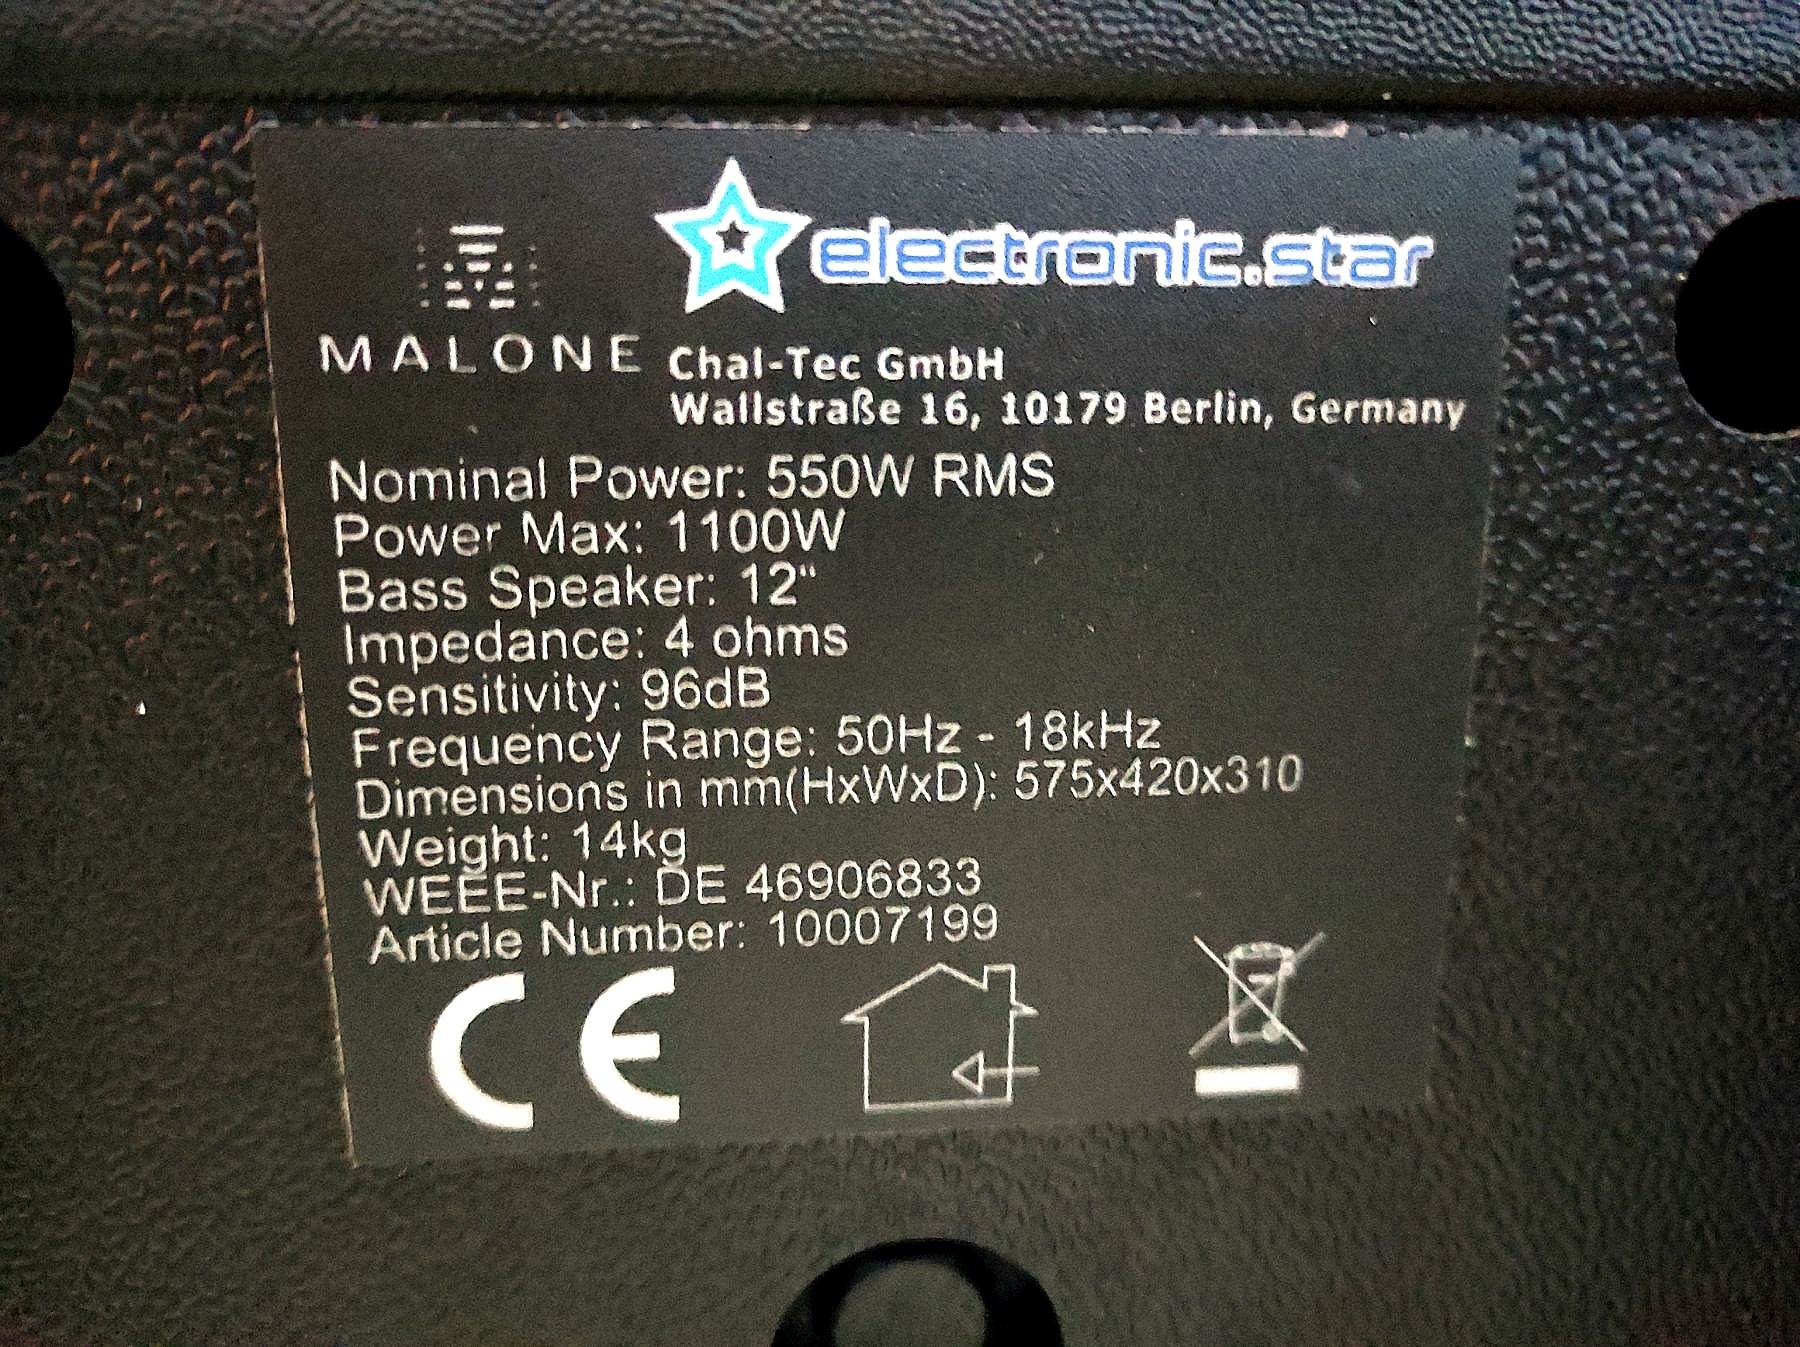 electronic.star
MALONE
Chal-Tec GmbH
Wallstraße 16, 10179 Berlin, Germany
Nominal Power: 550W RMS
Power Max: 1100W
Bass Speaker: 12“
Impedance: 4 ohms
Sensitivity: 96dB
Frequency Range: 50Hz - 18kHz
Dimensions in mm(HxWxD): 575x420x310
Weight: 14kg
WEEE-Nr.: DE 46906833
Article Number: 10007199
CE